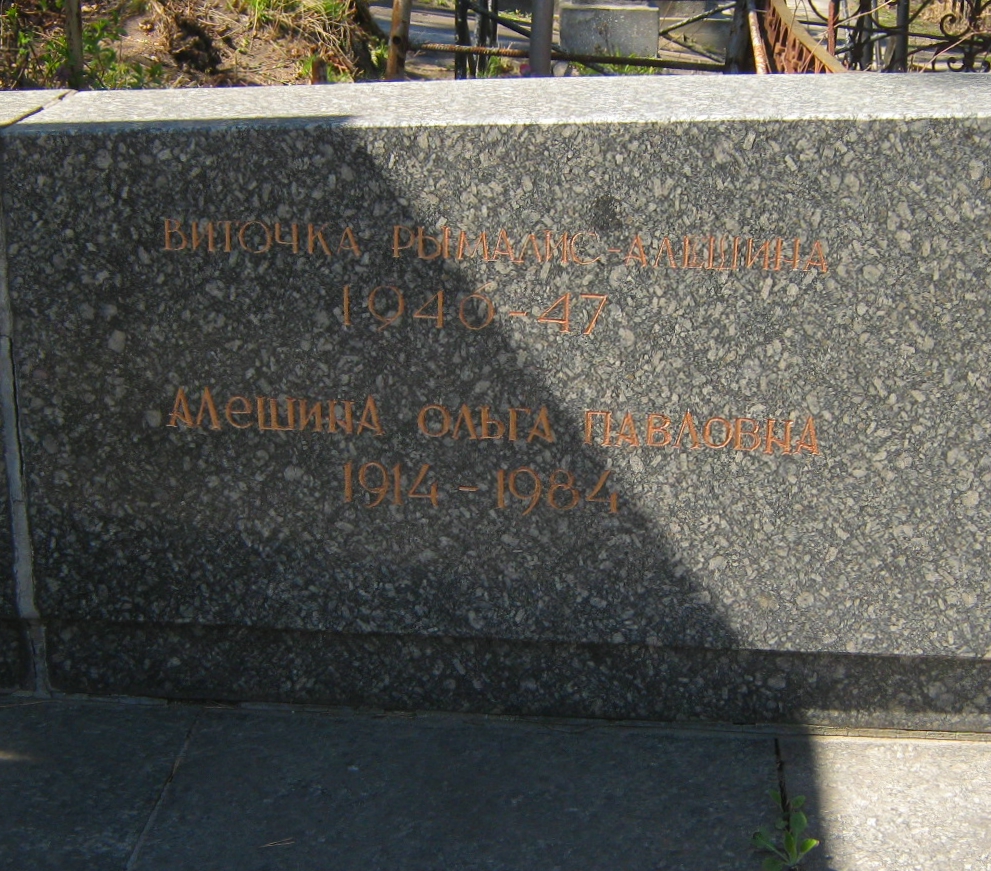 ВИТОЧКА РЫМАЛИС-АЛЕШИНА
1946-47
АЛеШИНА ОЛЬГА ПАВЛОВНА
1914-1984